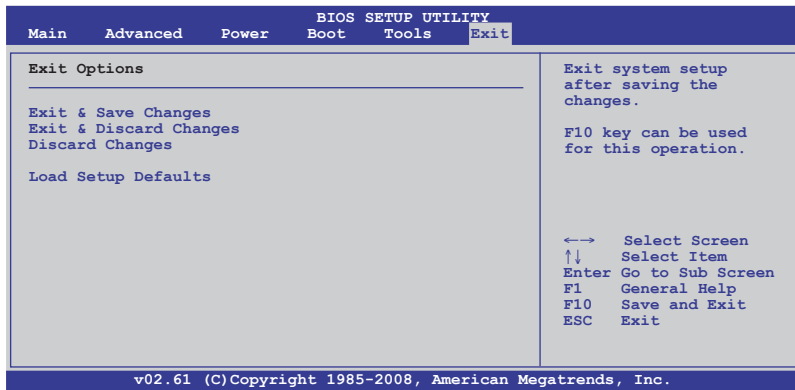 BIOS SETUP UTILITY
Main Advanced Power Boot Tools Exit
Exit Options
Exit & Save Changes
Exit & Discard Changes
Discard Changes
Load Setup Defaults
Exit system setup
after saving the
changes.
F10 key can be used
for this operation.
←→ Select Screen
↑↓ Select Item
Enter Go to Sub Screen
F1 General Help
F10 Save and Exit
ESC Exit
v02.61 (C)Copyright 1985-2008, American Megatrends, Inc.